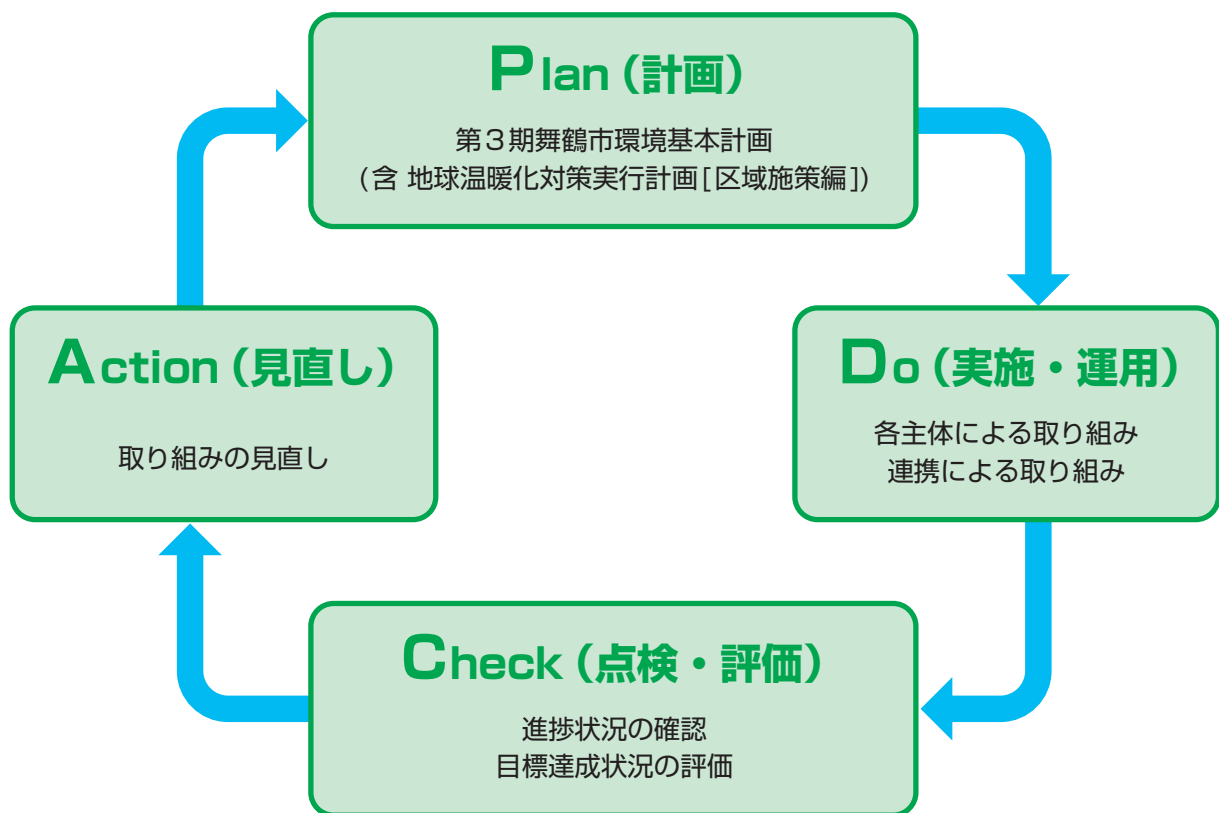 Plan（計画）
第３期舞鶴市環境基本計画
(含 地球温暖化対策実行計画[区域施策編])
Action（見直し）
取り組みの見直し
Do（実施・運用）
各主体による取り組み
連携による取り組み
Check（点検・評価）
進捗状況の確認
目標達成状況の評価